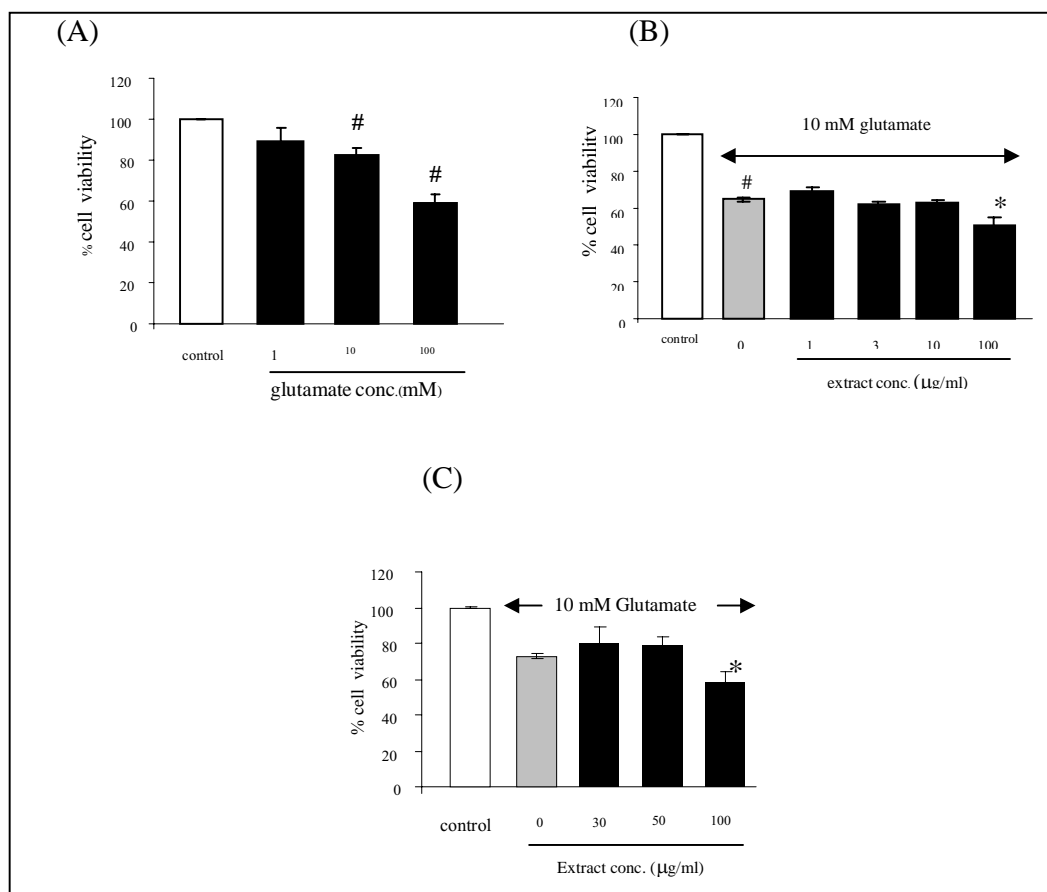 (A)
120
100
80
60
40
20
0
% cell viability
#
#
control
1
10
100
glutamate conc.(mM)
(B)
120
100
80
60
40
20
0
% cell viability
10 mM glutamate
#
*
control
0
1
3
10
100
extract conc. (μg/ml)
(C)
120
100
80
60
40
20
0
% cell viability
10 mM Glutamate
*
control
0
30
50
100
Extract conc. (μg/ml)